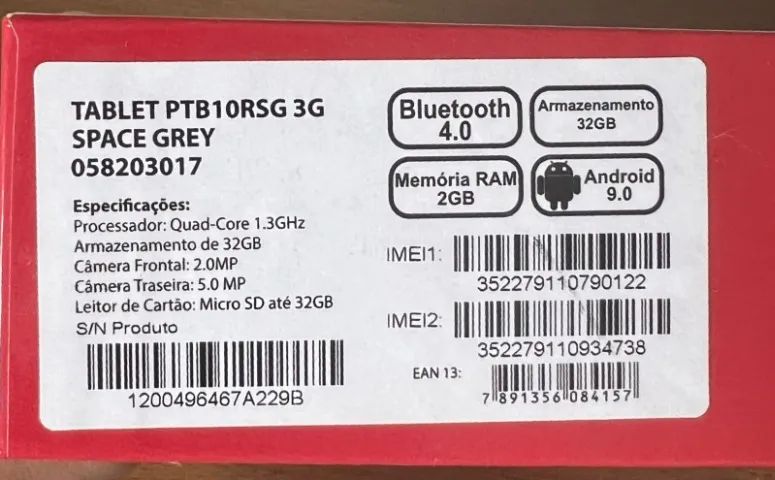 TABLET PTB10RSG 3G
SPACE GREY
058203017
Especificações:
Processador: Quad-Core 1.3GHz
Armazenamento de 32GB
Câmera Frontal: 2.0MP
Câmera Traseira: 5.0 MP
Leitor de Cartão: Micro SD até 32GB
S/N Produto
1200496467A229B
Bluetooth
4.0
Armazenamento
32GB
Memória RAM
2GB
Android
9.0
IMEI1:
352279110790122
IMEI2:
352279110934738
EAN 13:
7 891356 084157